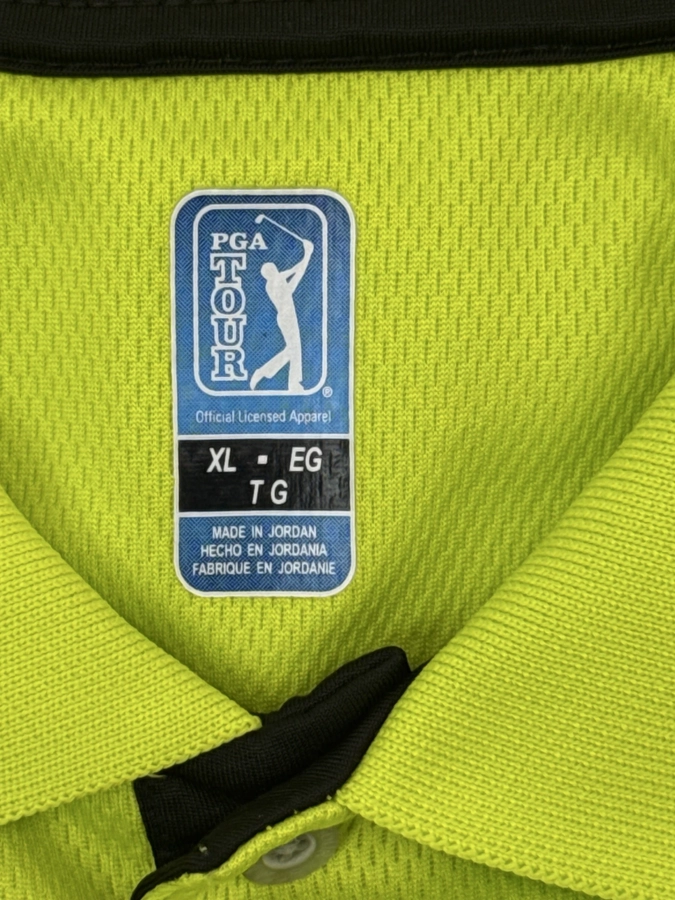 PGA
TOUR
®
Official Licensed Apparel
XL ▪ EG
TG
MADE IN JORDAN
HECHO EN JORDANIA
FABRIQUE EN JORDANIE